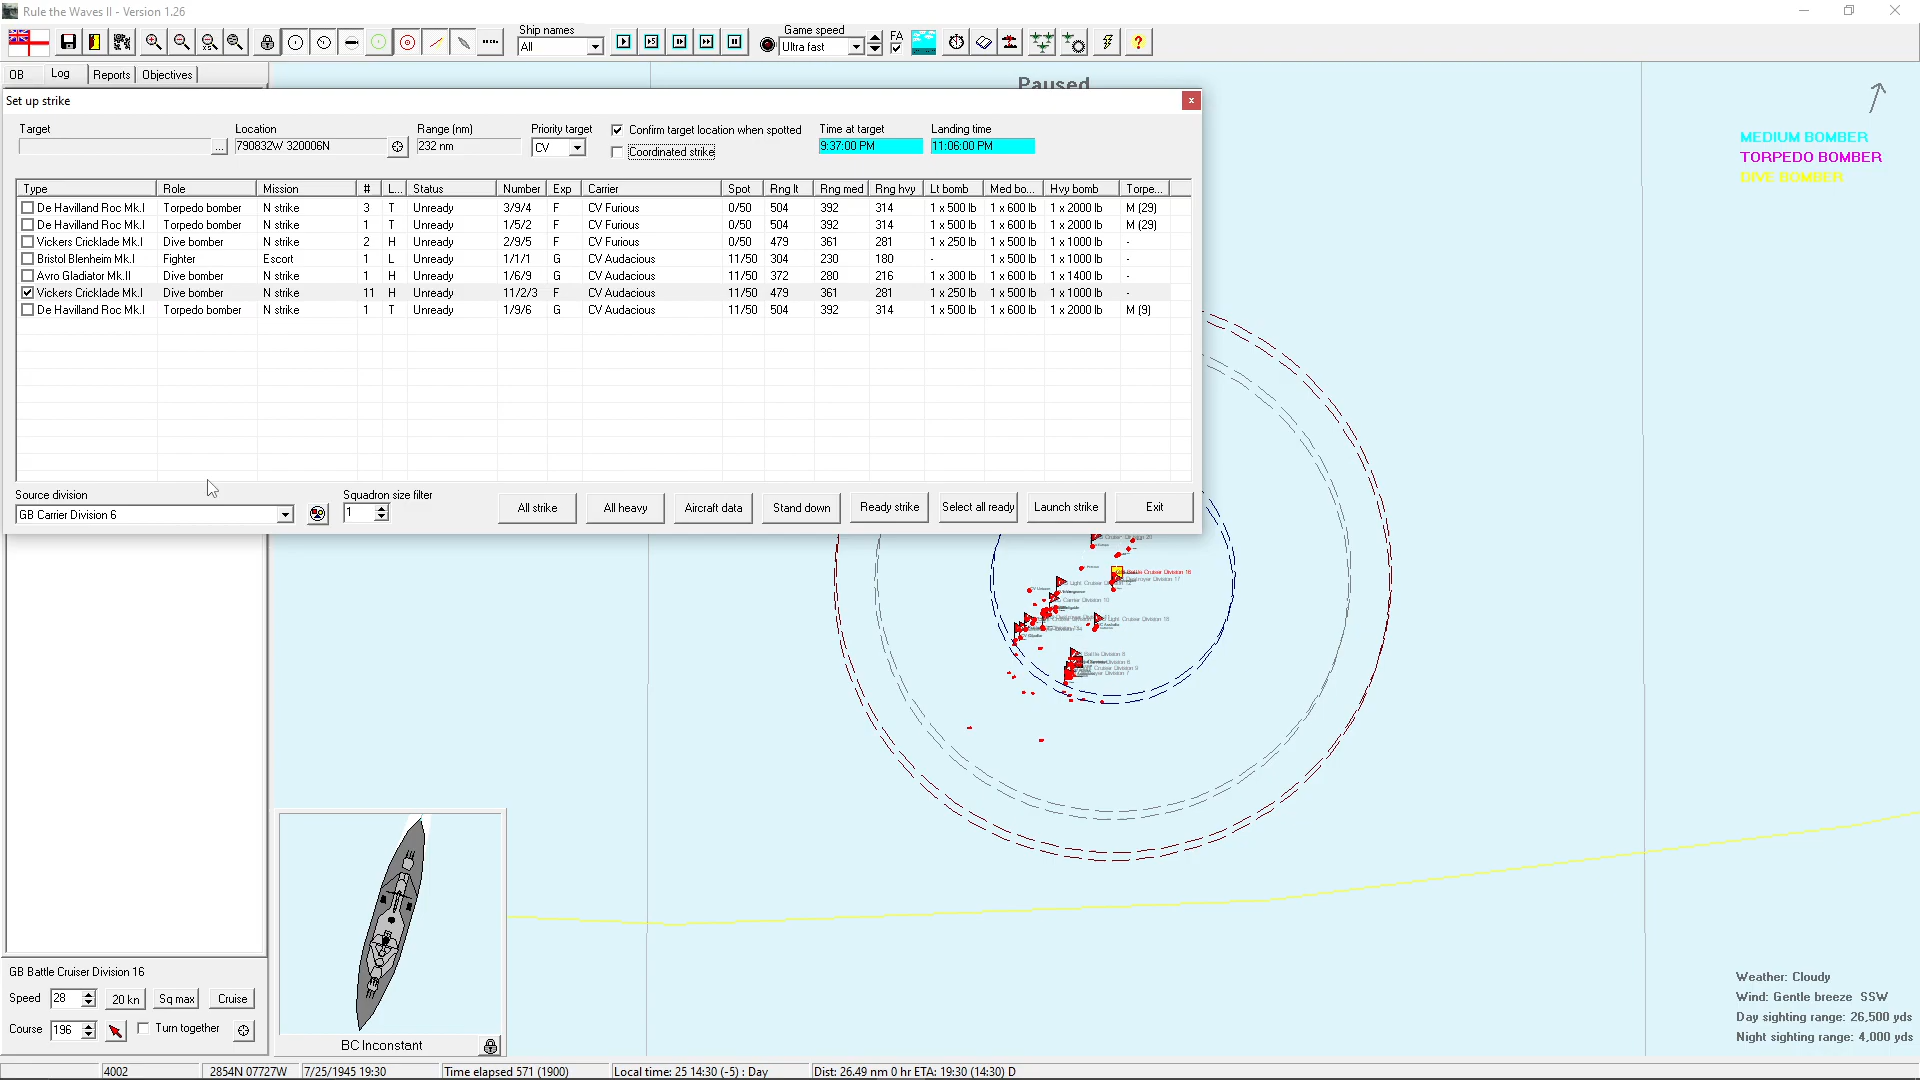 Rule the Waves II - Version 1.26
Ship names
All
Game speed
Ultra fast
FA
OB Log Reports Objectives
Paused
Set up strike
Target Location Range (nm) Priority target Confirm target location when spotted Time at target Landing time
... 790832W 320006N 232 nm CV Coordinated strike 9:37:00 PM 11:06:00 PM
Type Role Mission # L... Status Number Exp Carrier Spot Rng lt Rng med Rng hvy Lt bomb Med bo... Hvy bomb Torpe...
De Havilland Roc Mk.I Torpedo bomber N strike 3 T Unready 3/9/4 F CV Furious 0/50 504 392 314 1 x 500 lb 1 x 600 lb 1 x 2000 lb M (29)
De Havilland Roc Mk.I Torpedo bomber N strike 1 T Unready 1/5/2 F CV Furious 0/50 504 392 314 1 x 500 lb 1 x 600 lb 1 x 2000 lb M (29)
Vickers Cricklade Mk.I Dive bomber N strike 2 H Unready 2/9/5 F CV Furious 0/50 479 361 281 1 x 250 lb 1 x 500 lb 1 x 1000 lb -
Bristol Blenheim Mk.I Fighter Escort 1 L Unready 1/1/1 G CV Audacious 11/50 304 230 180 - 1 x 500 lb 1 x 1000 lb -
Avro Gladiator Mk.II Dive bomber N strike 1 H Unready 1/6/9 G CV Audacious 11/50 372 280 216 1 x 300 lb 1 x 600 lb 1 x 1400 lb -
Vickers Cricklade Mk.I Dive bomber N strike 11 H Unready 11/2/3 F CV Audacious 11/50 479 361 281 1 x 250 lb 1 x 500 lb 1 x 1000 lb -
De Havilland Roc Mk.I Torpedo bomber N strike 1 T Unready 1/9/6 G CV Audacious 11/50 504 392 314 1 x 500 lb 1 x 600 lb 1 x 2000 lb M (9)
Source division
GB Carrier Division 6
Squadron size filter
1
All strike All heavy Aircraft data Stand down Ready strike Select all ready Launch strike Exit
MEDIUM BOMBER
TORPEDO BOMBER
DIVE BOMBER
Battle Cruiser Division 16
Destroyer Division 17
Carrier Division 10
Light Cruiser Division 15
Battle Division 8
GB Battle Cruiser Division 16
Speed 28 20 kn Sq max Cruise
Course 196 Turn together
BC Inconstant
Weather: Cloudy
Wind: Gentle breeze SSW
Day sighting range: 26,500 yds
Night sighting range: 4,000 yds
4002 2854N 07727W 7/25/1945 19:30 Time elapsed 571 (1900) Local time: 25 14:30 (-5) : Day Dist: 26.49 nm 0 hr ETA: 19:30 (14:30) D